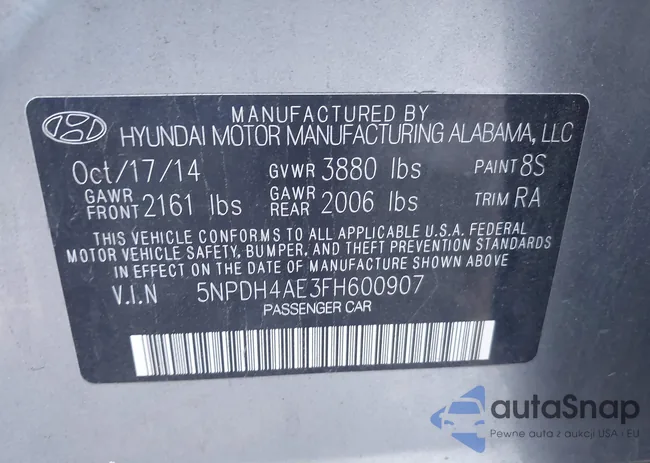 MANUFACTURED BY
HYUNDAI MOTOR MANUFACTURING ALABAMA, LLC
Oct/17/14 GVWR 3880 lbs PAINT 8S
GAWR FRONT 2161 lbs GAWR REAR 2006 lbs TRIM RA
THIS VEHICLE CONFORMS TO ALL APPLICABLE U.S.A. FEDERAL
MOTOR VEHICLE SAFETY, BUMPER, AND THEFT PREVENTION STANDARDS
IN EFFECT ON THE DATE OF MANUFACTURE SHOWN ABOVE
V.I.N 5NPDH4AE3FH600907
PASSENGER CAR
autaSnap
Pewne auta z aukcji USA i EU